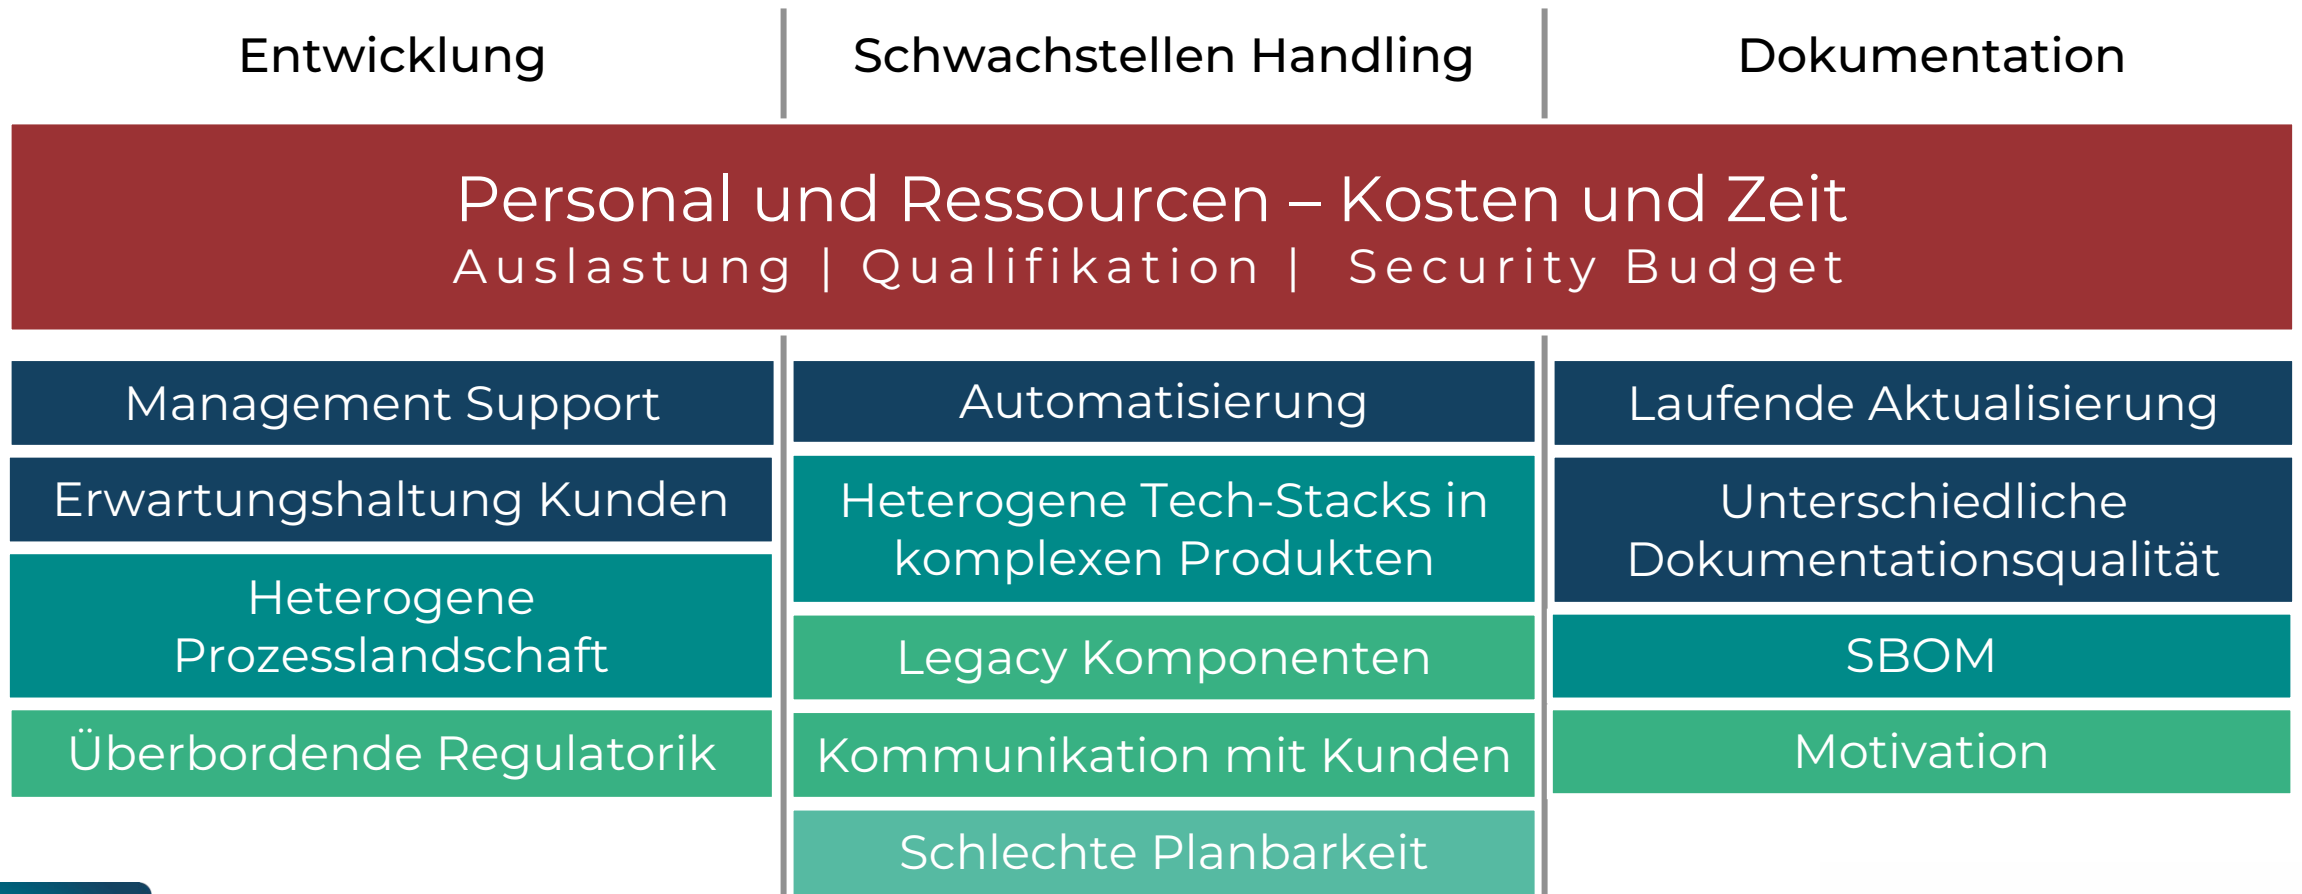 Entwicklung
Schwachstellen Handling
Dokumentation
Personal und Ressourcen – Kosten und Zeit
Auslastung | Qualifikation | Security Budget
Management Support
Erwartungshaltung Kunden
Heterogene
Prozesslandschaft
Überbordende Regulatorik
Automatisierung
Heterogene Tech-Stacks in
komplexen Produkten
Legacy Komponenten
Kommunikation mit Kunden
Schlechte Planbarkeit
Laufende Aktualisierung
Unterschiedliche
Dokumentationsqualität
SBOM
Motivation